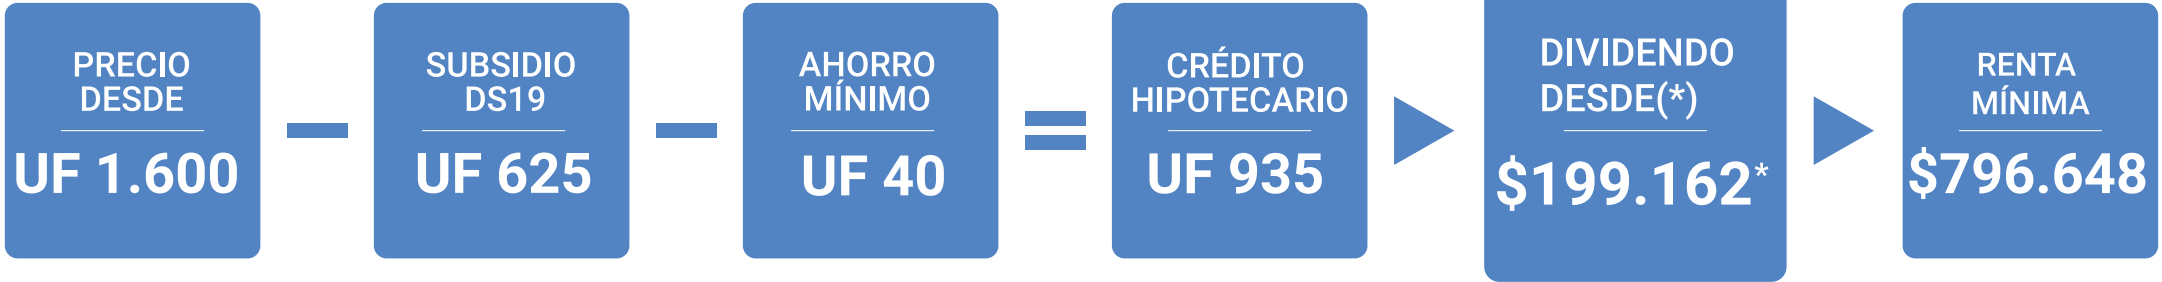 PRECIO
DESDE
UF 1.600
SUBSIDIO
DS19
UF 625
AHORRO
MÍNIMO
UF 40
CRÉDITO
HIPOTECARIO
UF 935
DIVIDENDO
DESDE(*)
$199.162*
RENTA
MÍNIMA
$796.648